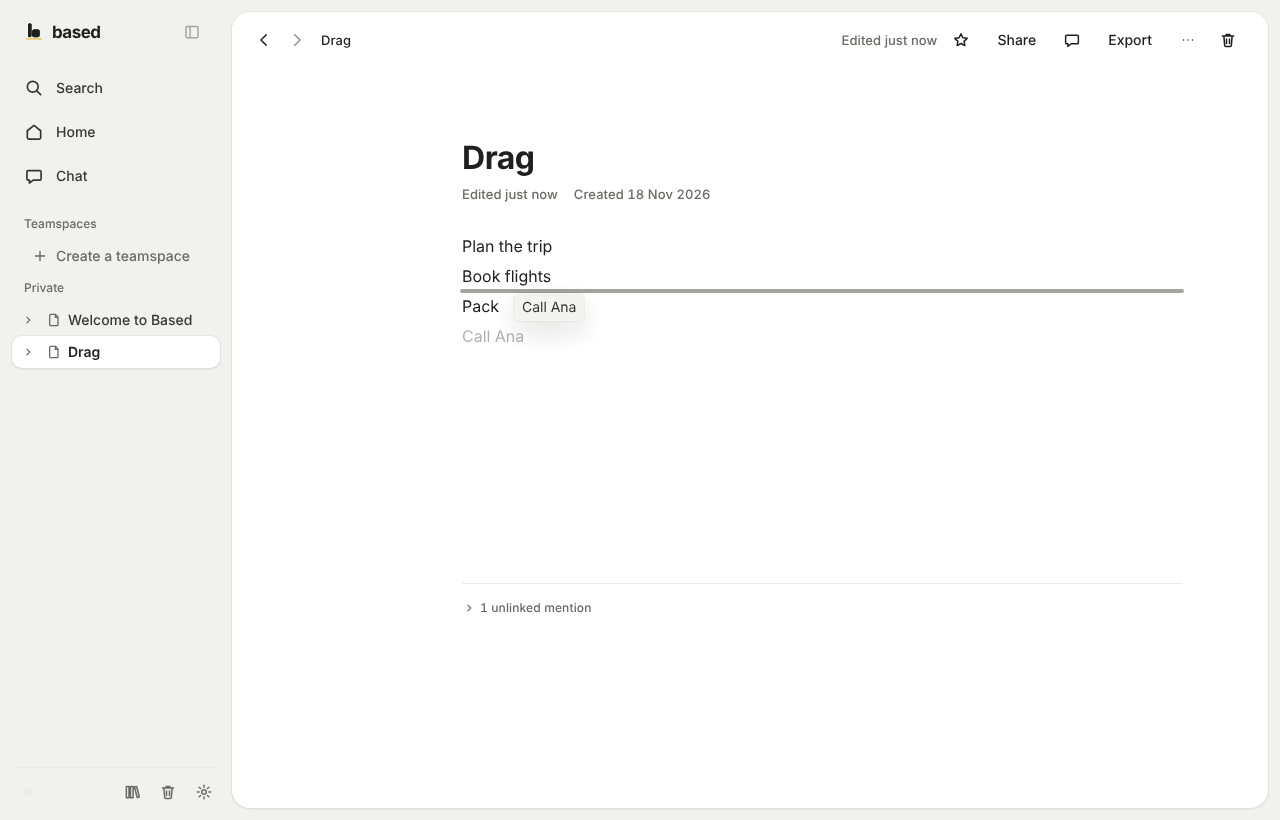 based
Search
Home
Chat
Teamspaces
Create a teamspace
Private
Welcome to Based
Drag
Drag
Edited just now
Share
Export
Drag
Edited just now Created 18 Nov 2026
Plan the trip
Book flights
Pack
Call Ana
Call Ana
1 unlinked mention